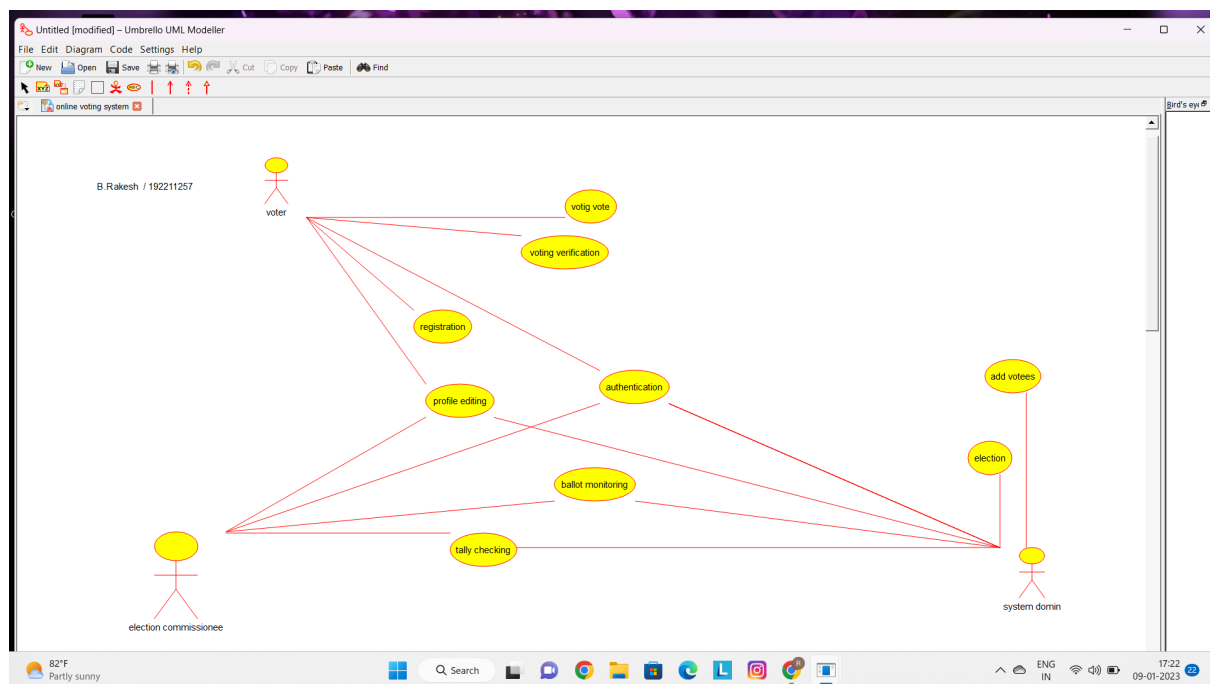 Untitled [modified] – Umbrello UML Modeller
File Edit Diagram Code Settings Help
New Open Save Cut Copy Paste Find
XYZ ABC
online voting system
Bird's eye
B.Rakesh / 192211257
voter
votig vote
voting verification
registration
add votees
authentication
profile editing
election
ballot monitoring
tally checking
system domin
election commissionee
82°F
Partly sunny
Search
L
R
ENG
IN
17:22
09-01-2023
22